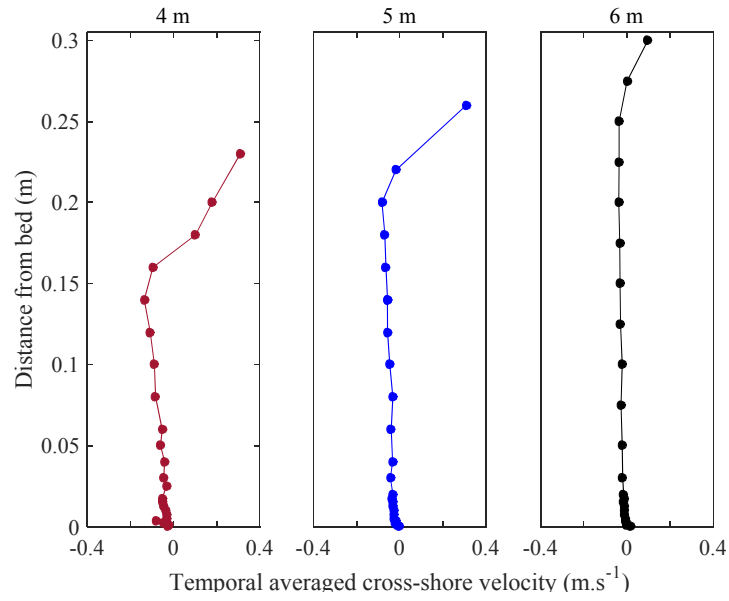 4 m 5 m 6 m
0.3
0.25
0.2
0.15
0.1
0.05
0
Distance from bed (m)
-0.4 0 0.4 -0.4 0 0.4 -0.4 0 0.4
Temporal averaged cross-shore velocity (m.s⁻¹)